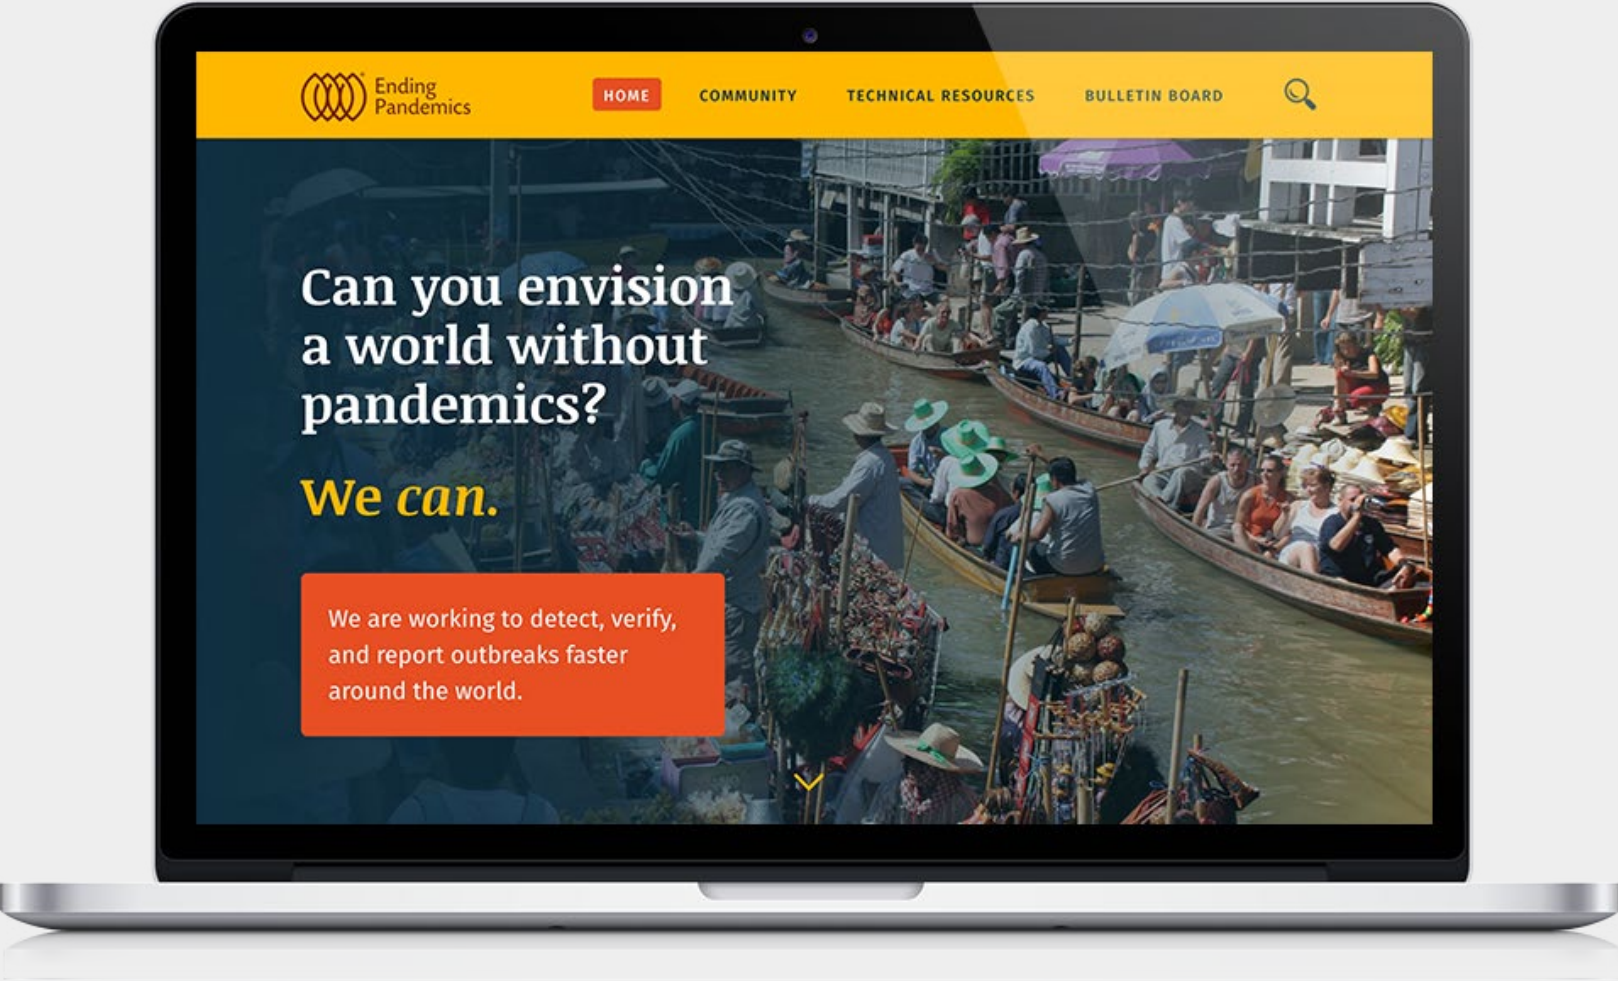 Ending
Pandemics
HOME
COMMUNITY
TECHNICAL RESOURCES
BULLETIN BOARD
Can you envision
a world without
pandemics?
We can.
We are working to detect, verify,
and report outbreaks faster
around the world.